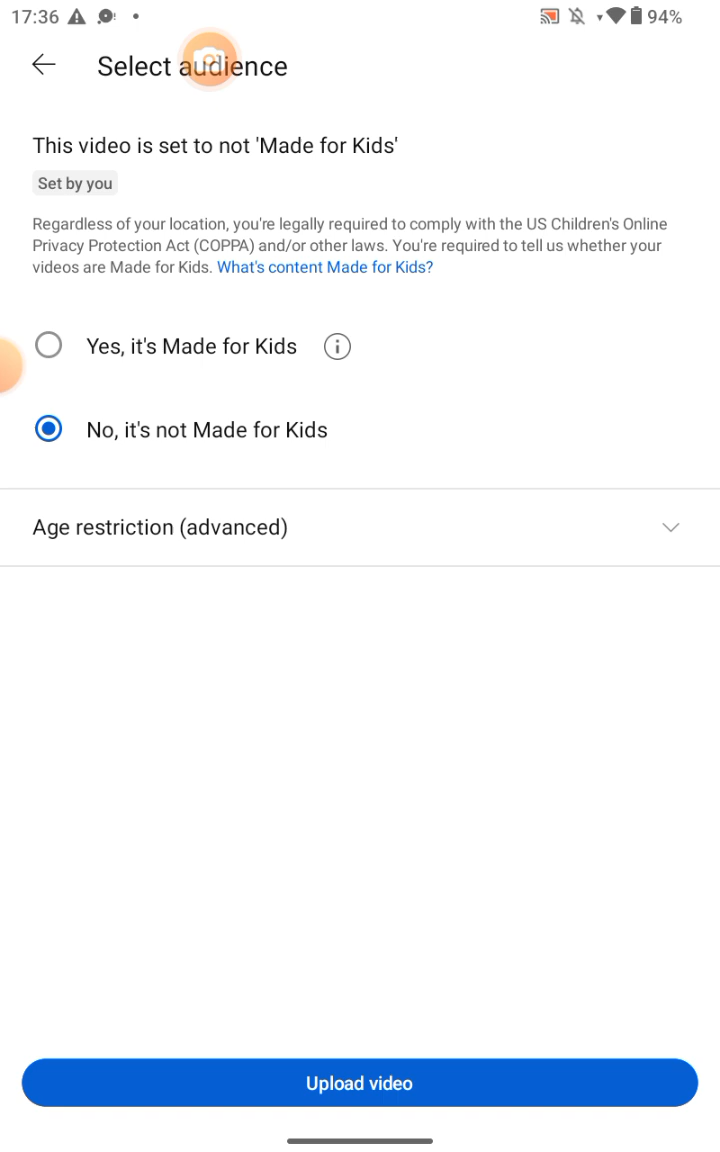 17:36
94%
Select audience
This video is set to not 'Made for Kids'
Set by you
Regardless of your location, you're legally required to comply with the US Children's Online
Privacy Protection Act (COPPA) and/or other laws. You're required to tell us whether your
videos are Made for Kids. What's content Made for Kids?
Yes, it's Made for Kids
No, it's not Made for Kids
Age restriction (advanced)
Upload video